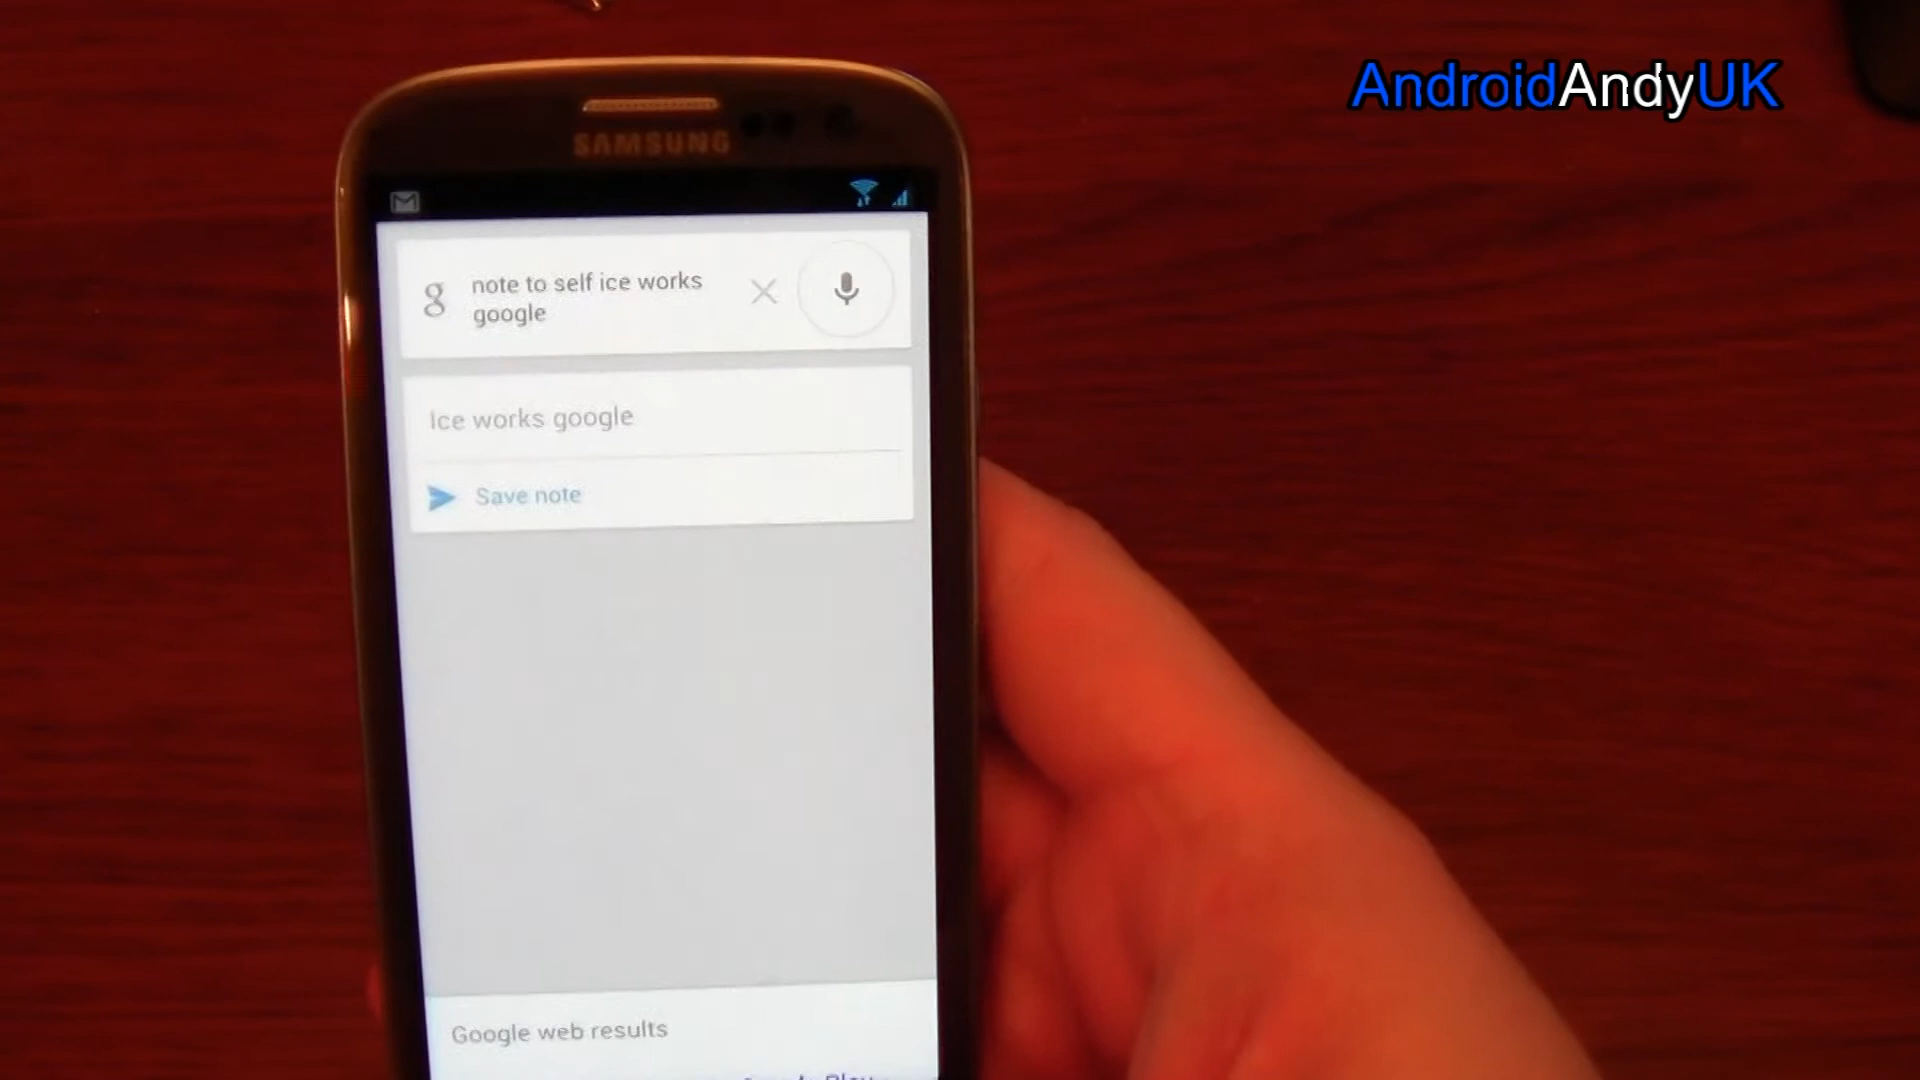 AndroidAndyUK
SAMSUNG
g
note to self ice works
google
Ice works google
Save note
Google web results